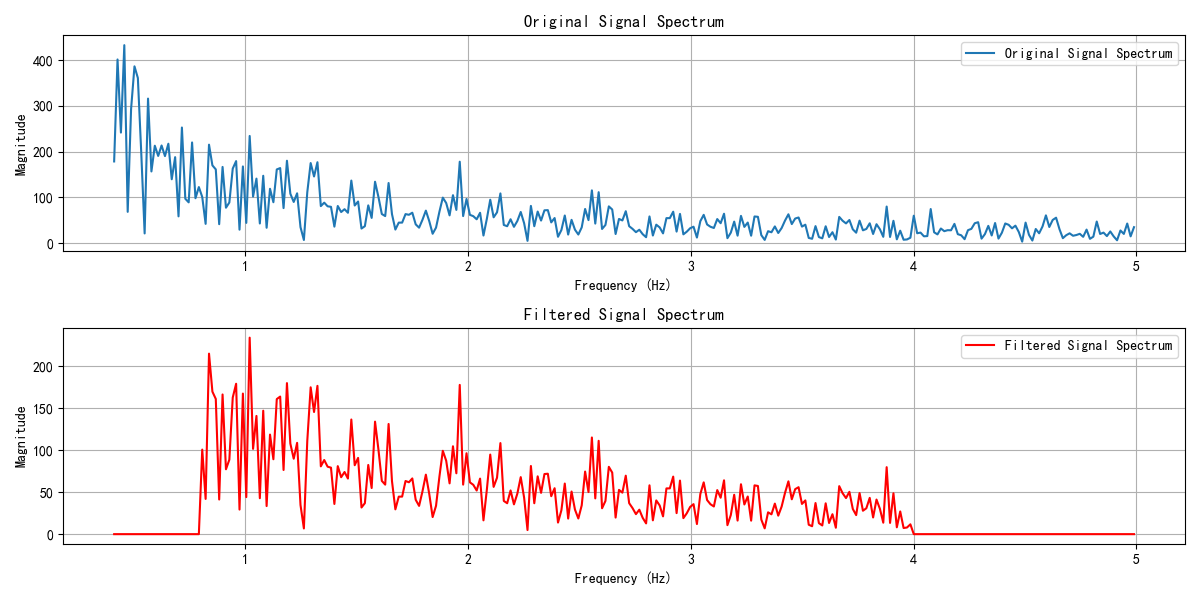 Original Signal Spectrum
Original Signal Spectrum
400
300
200
100
0
Magnitude
1 2 3 4 5
Frequency (Hz)
Filtered Signal Spectrum
Filtered Signal Spectrum
200
150
100
50
0
Magnitude
1 2 3 4 5
Frequency (Hz)